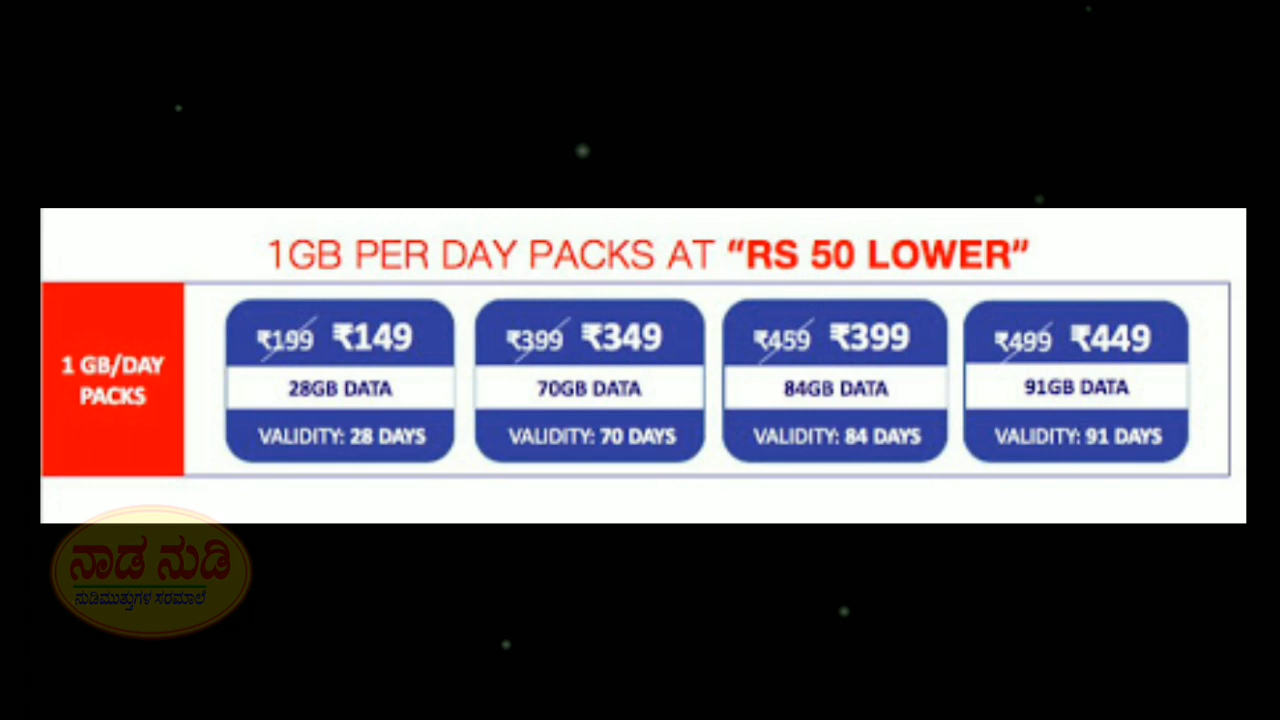 1GB PER DAY PACKS AT “RS 50 LOWER”
1 GB/DAY
PACKS
₹199 ₹149
28GB DATA
VALIDITY: 28 DAYS
₹399 ₹349
70GB DATA
VALIDITY: 70 DAYS
₹459 ₹399
84GB DATA
VALIDITY: 84 DAYS
₹499 ₹449
91GB DATA
VALIDITY: 91 DAYS
ನಾಡ ನುಡಿ
ನುಡಿಮುತ್ತುಗಳ ಸರಮಾಲೆ